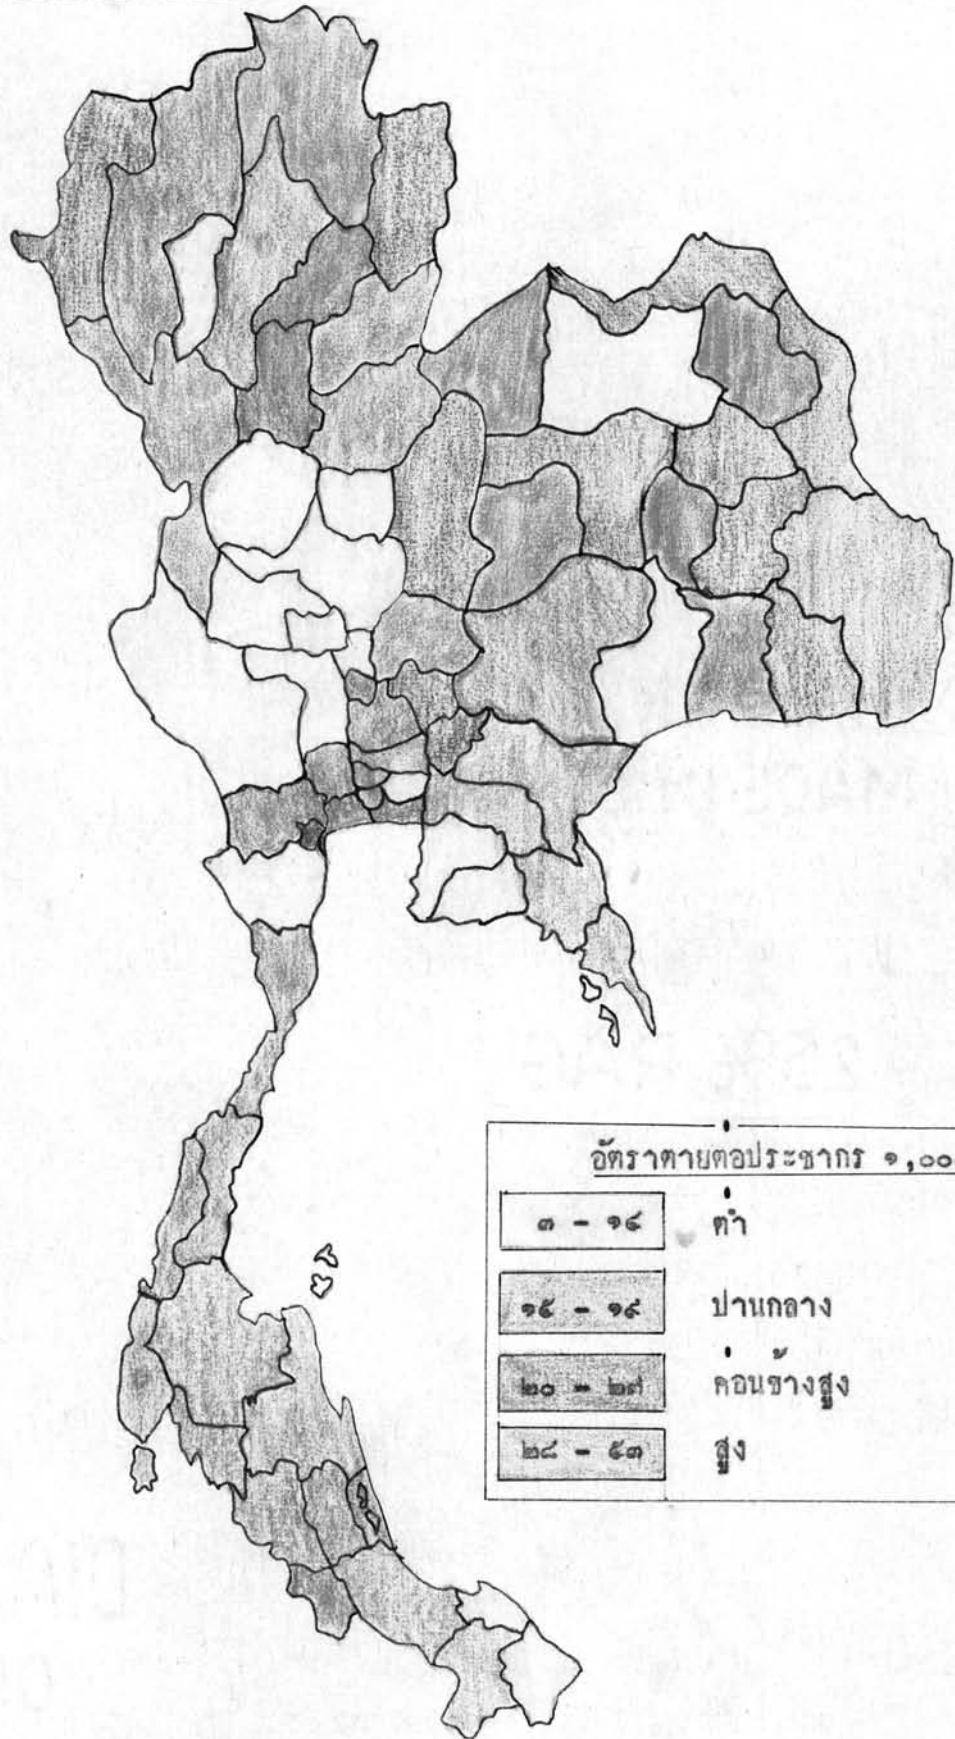 อัตราตายต่อประชากร ๑,๐๐
๓ - ๑๔ ต่ำ
๑๕ - ๑๙ ปานกลาง
๒๐ - ๒๗ ค่อนข้างสูง
๒๘ - ๕๓ สูง